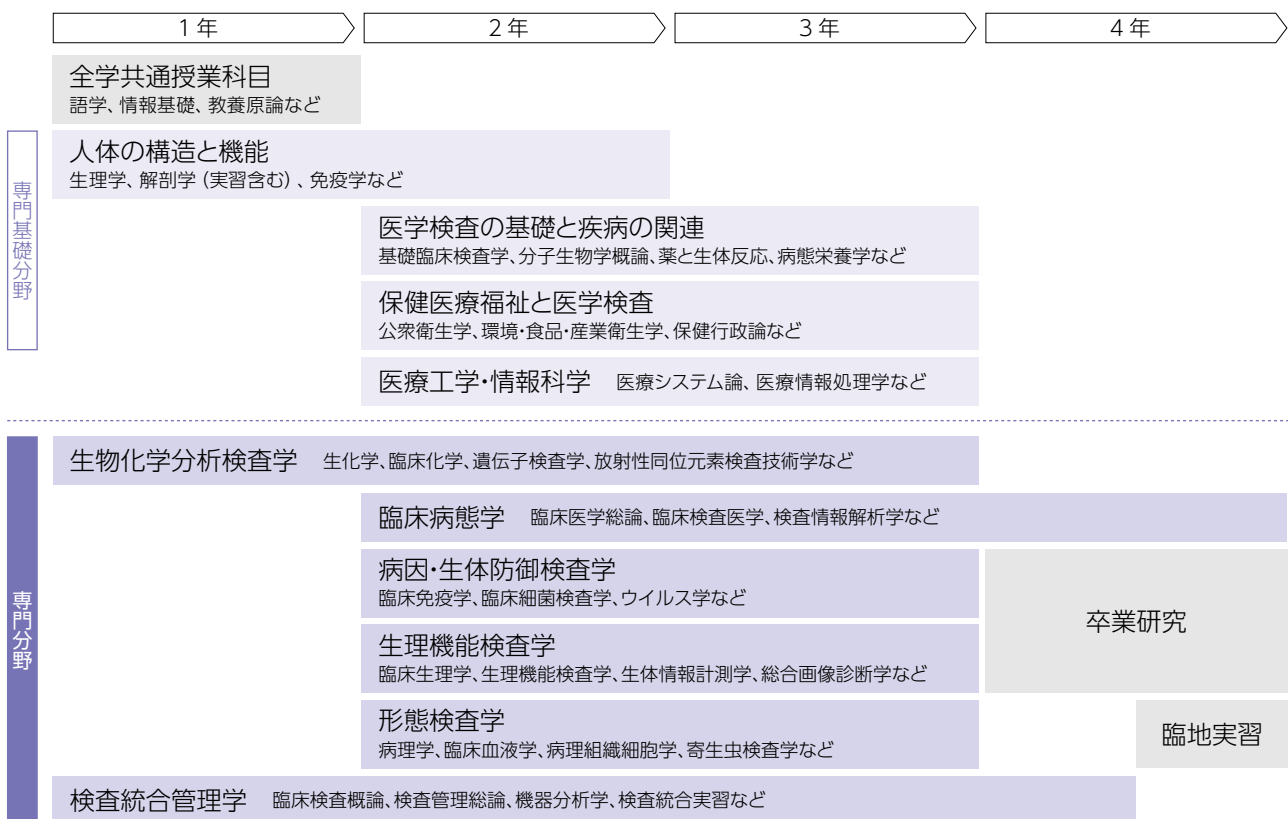 1年
2年
3年
4年
全学共通授業科目
語学、情報基礎、教養原論など
専門基礎分野
人体の構造と機能
生理学、解剖学（実習含む）、免疫学など
医学検査の基礎と疾病の関連
基礎臨床検査学、分子生物学概論、薬と生体反応、病態栄養学など
保健医療福祉と医学検査
公衆衛生学、環境・食品・産業衛生学、保健行政論など
医療工学・情報科学 医療システム論、医療情報処理学など
専門分野
生物化学分析検査学 生化学、臨床化学、遺伝子検査学、放射性同位元素検査技術学など
臨床病態学 臨床医学総論、臨床検査医学、検査情報解析学など
病因・生体防御検査学
臨床免疫学、臨床細菌検査学、ウイルス学など
卒業研究
生理機能検査学
臨床生理学、生理機能検査学、生体情報計測学、総合画像診断学など
形態検査学
病理学、臨床血液学、病理組織細胞学、寄生虫検査学など
臨地実習
検査統合管理学 臨床検査概論、検査管理総論、機器分析学、検査統合実習など